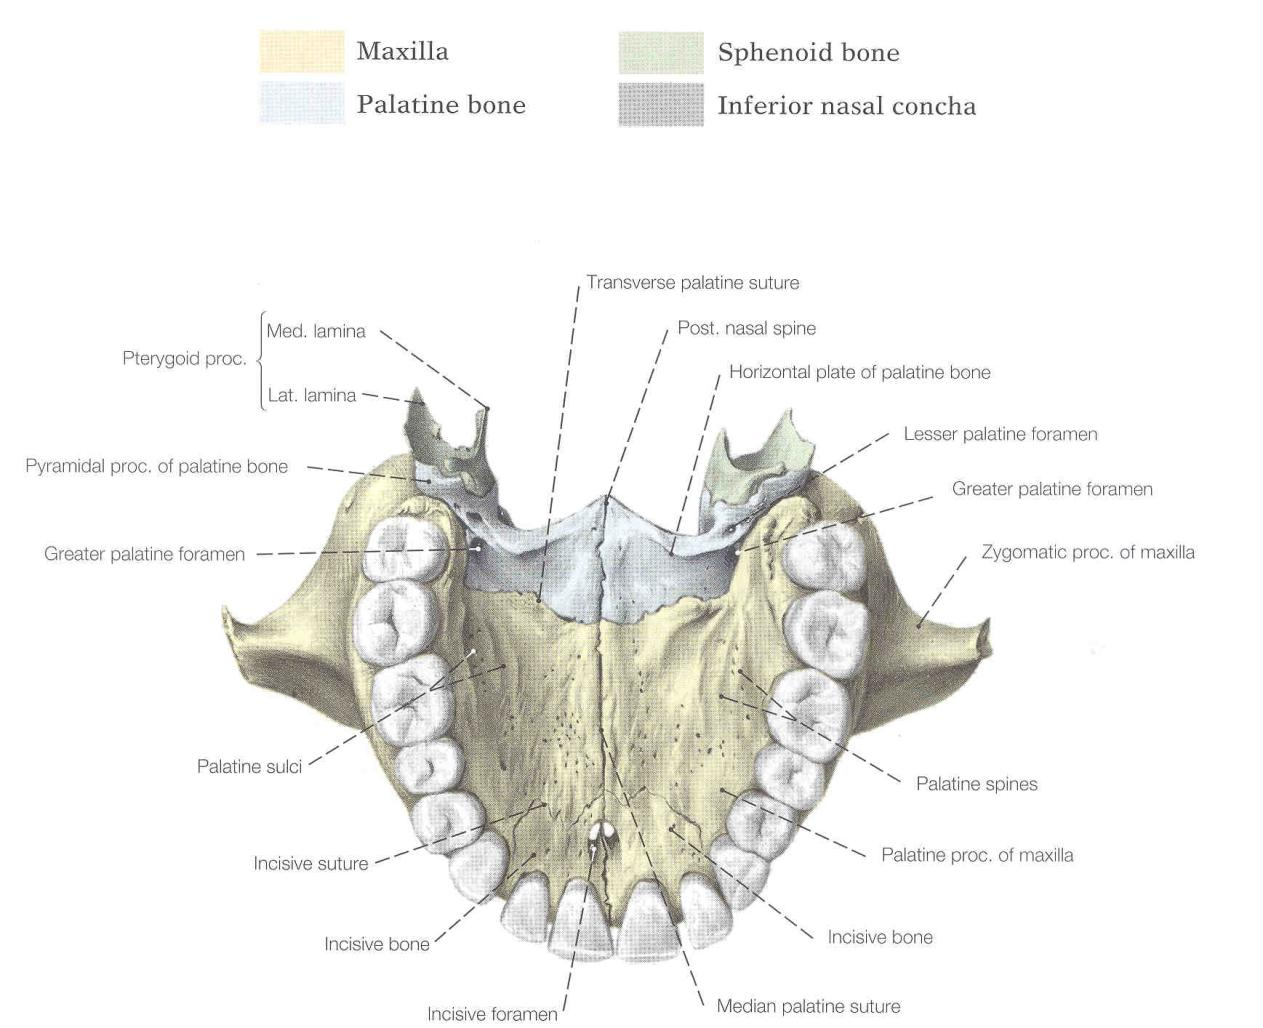 Maxilla
Sphenoid bone
Palatine bone
Inferior nasal concha
Transverse palatine suture
Med. lamina
Post. nasal spine
Pterygoid proc.
Horizontal plate of palatine bone
Lat. lamina
Lesser palatine foramen
Pyramidal proc. of palatine bone
Greater palatine foramen
Greater palatine foramen
Zygomatic proc. of maxilla
Palatine sulci
Palatine spines
Incisive suture
Palatine proc. of maxilla
Incisive bone
Incisive bone
Incisive foramen
Median palatine suture